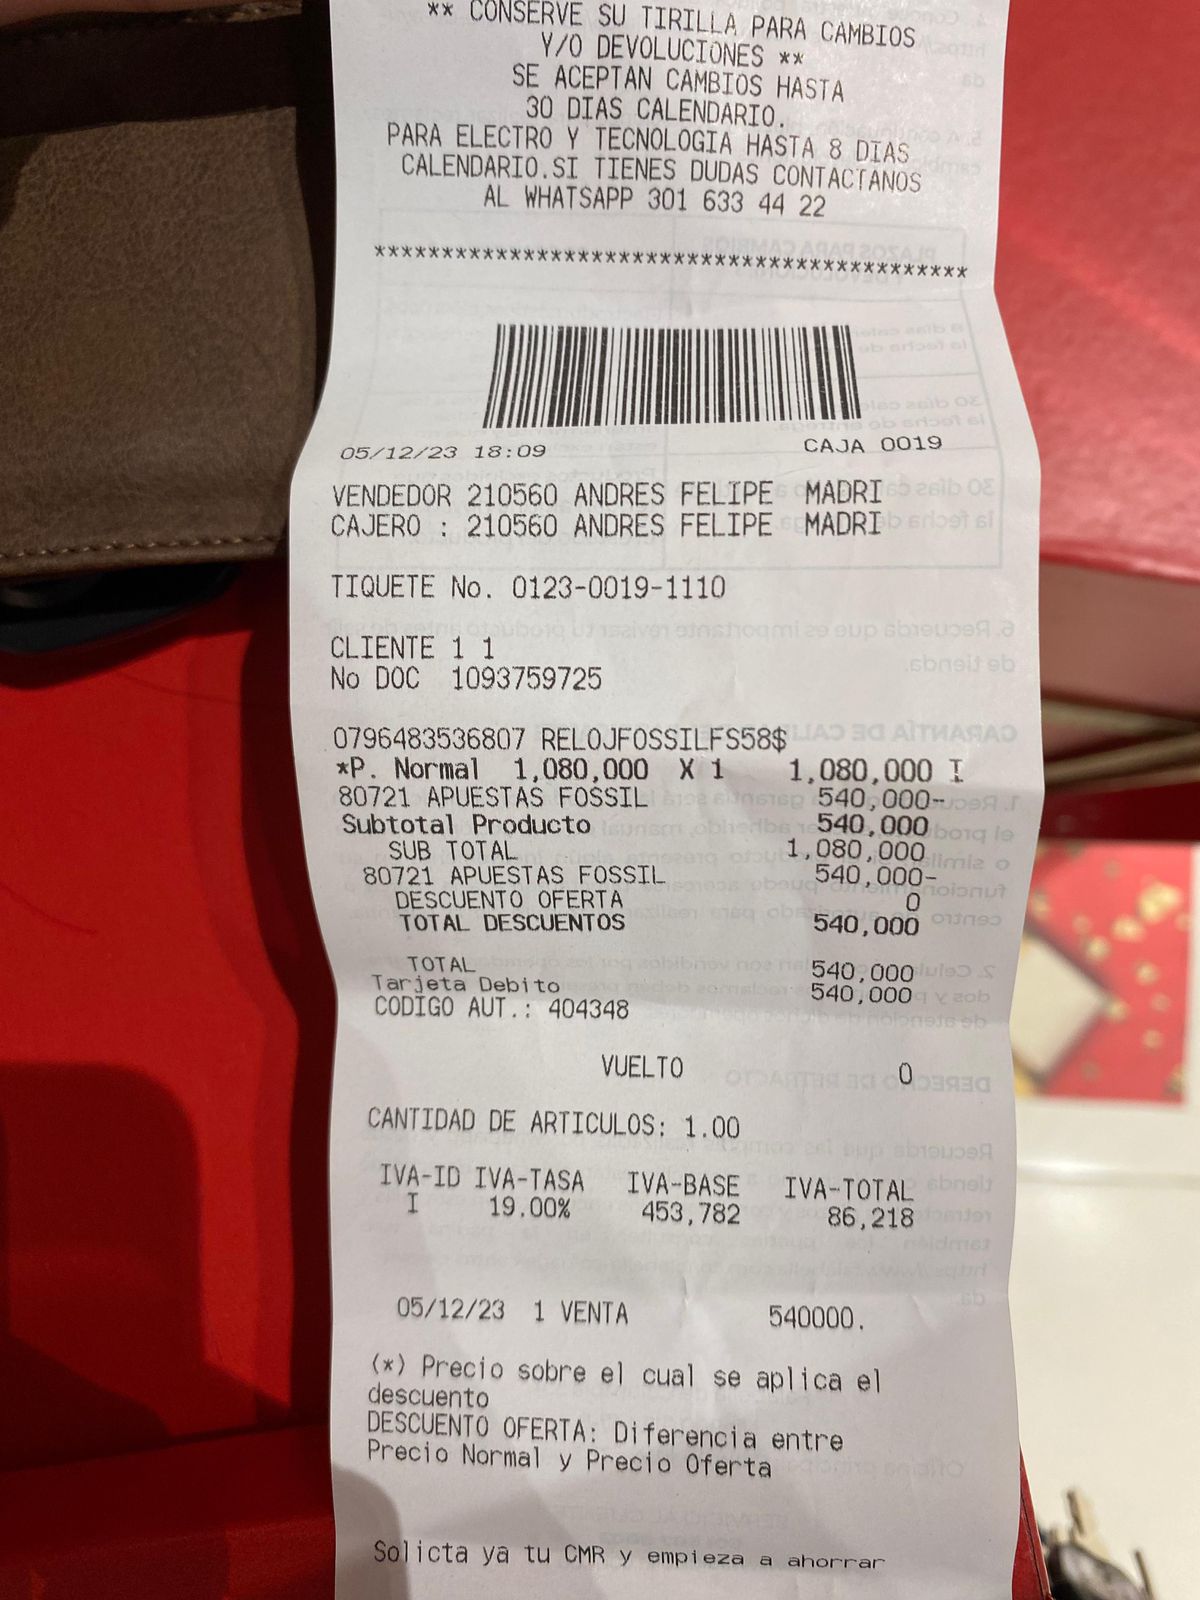 ** CONSERVE SU TIRILLA PARA CAMBIOS
Y/O DEVOLUCIONES **
SE ACEPTAN CAMBIOS HASTA
30 DIAS CALENDARIO.
PARA ELECTRO Y TECNOLOGIA HASTA 8 DIAS
CALENDARIO.SI TIENES DUDAS CONTACTANOS
AL WHATSAPP 301 633 44 22
********************************************
05/12/23 18:09 CAJA 0019
VENDEDOR 210560 ANDRES FELIPE MADRI
CAJERO : 210560 ANDRES FELIPE MADRI
TIQUETE No. 0123-0019-1110
CLIENTE 1 1
No DOC 1093759725
0796483536807 RELOJFOSSILFS58$
*P. Normal 1,080,000 X 1 1,080,000 I
80721 APUESTAS FOSSIL 540,000-
Subtotal Producto 540,000
SUB TOTAL 1,080,000
80721 APUESTAS FOSSIL 540,000-
DESCUENTO OFERTA 0
TOTAL DESCUENTOS 540,000
TOTAL 540,000
Tarjeta Debito 540,000
CODIGO AUT.: 404348
VUELTO 0
CANTIDAD DE ARTICULOS: 1.00
IVA-ID IVA-TASA IVA-BASE IVA-TOTAL
I 19.00% 453,782 86,218
05/12/23 1 VENTA 540000.
(*) Precio sobre el cual se aplica el
descuento
DESCUENTO OFERTA: Diferencia entre
Precio Normal y Precio Oferta
Solicta ya tu CMR y empieza a ahorrar